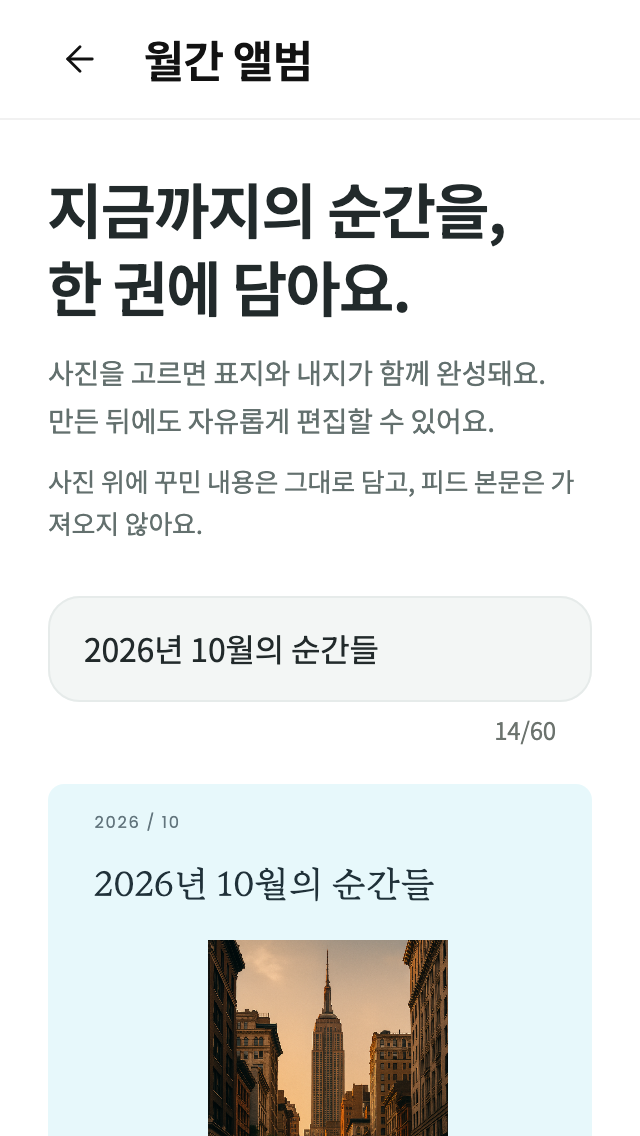 월간 앨범
지금까지의 순간을,
한 권에 담아요.
사진을 고르면 표지와 내지가 함께 완성돼요.
만든 뒤에도 자유롭게 편집할 수 있어요.
사진 위에 꾸민 내용은 그대로 담고, 피드 본문은 가
져오지 않아요.
2026년 10월의 순간들
14/60
2026 / 10
2026년 10월의 순간들